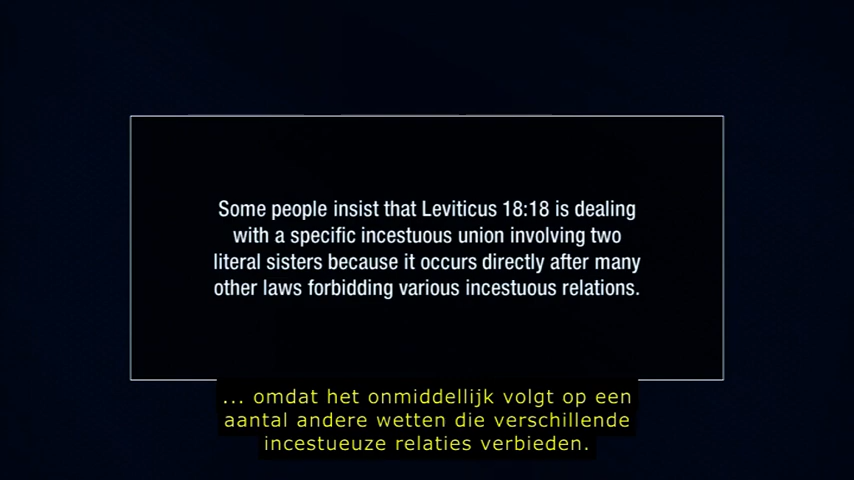 Some people insist that Leviticus 18:18 is dealing
with a specific incestuous union involving two
literal sisters because it occurs directly after many
other laws forbidding various incestuous relations.
... omdat het onmiddellijk volgt op een
aantal andere wetten die verschillende
incestueuze relaties verbieden.